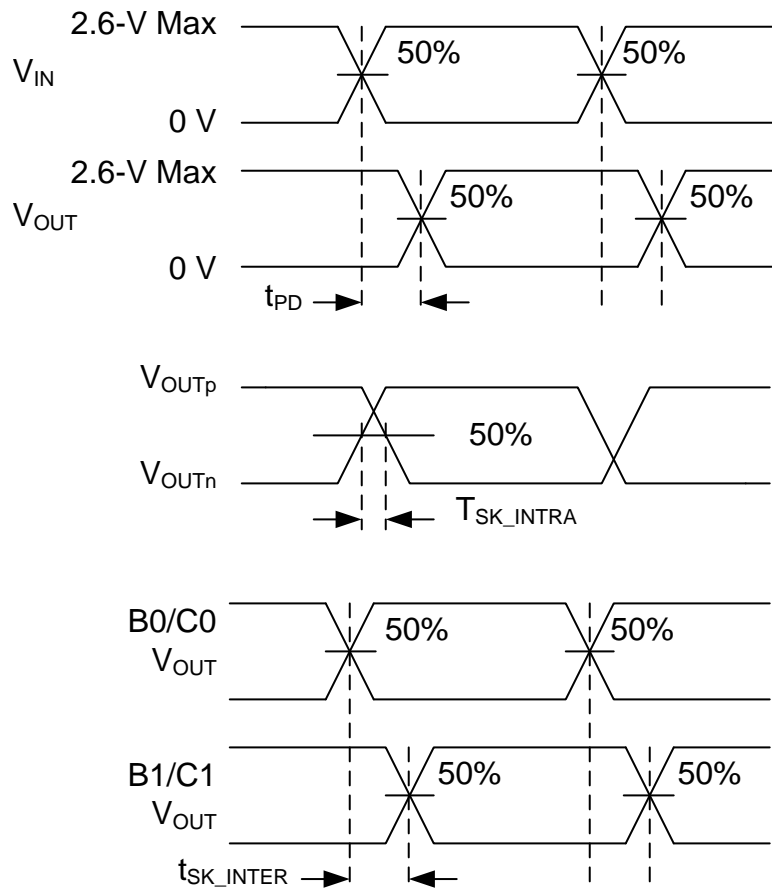 2.6-V Max
50%
50%
VIN
0 V
2.6-V Max
50%
50%
VOUT
0 V
tPD
VOUTp
50%
VOUTn
TSK_INTRA
B0/C0
VOUT
50%
50%
B1/C1
VOUT
50%
50%
tSK_INTER